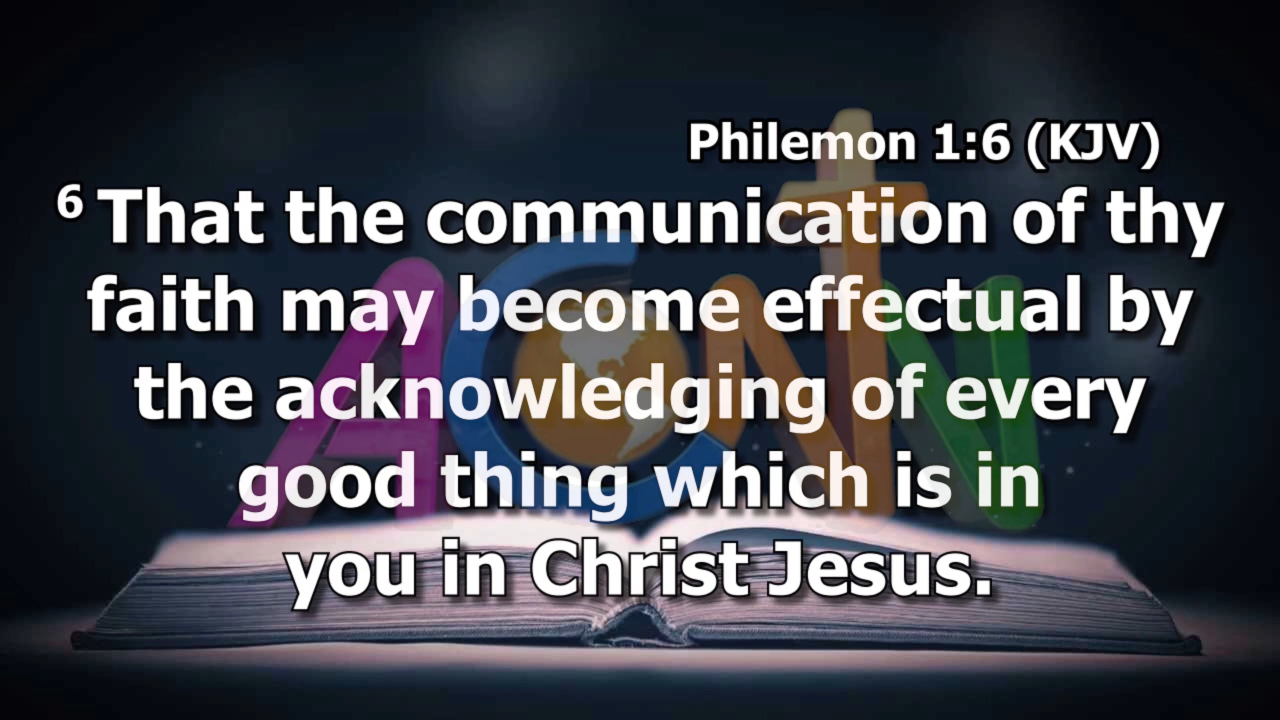 Philemon 1:6 (KJV)
6 That the communication of thy
faith may become effectual by
the acknowledging of every
good thing which is in
you in Christ Jesus.
ACNN